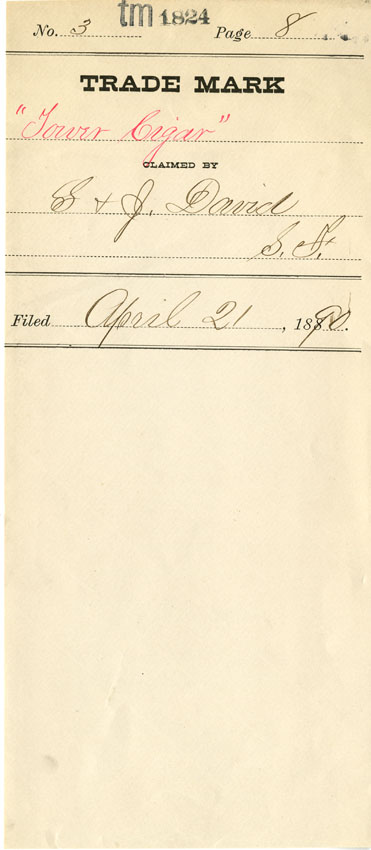 tm 1824
No. 3 Page 8
TRADE MARK
"Tower Cigar"
CLAIMED BY
S & J. David
S. F.
Filed April 21, 1890.